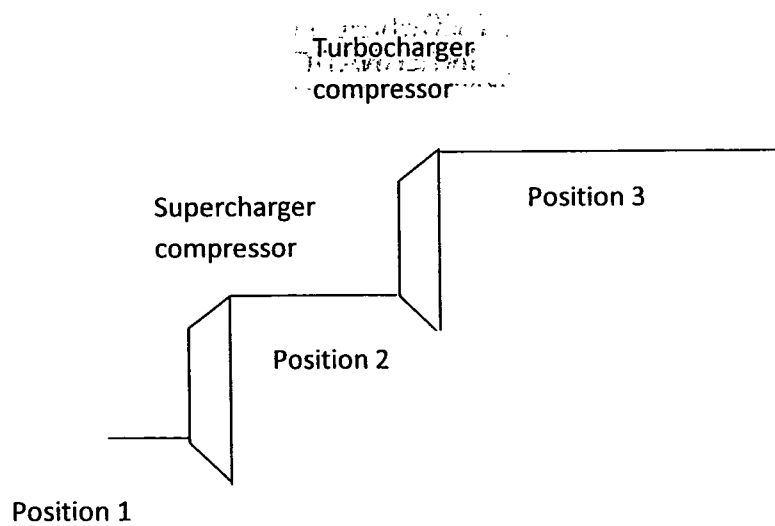 Turbocharger
compressor
Supercharger
compressor
Position 3
Position 2
Position 1